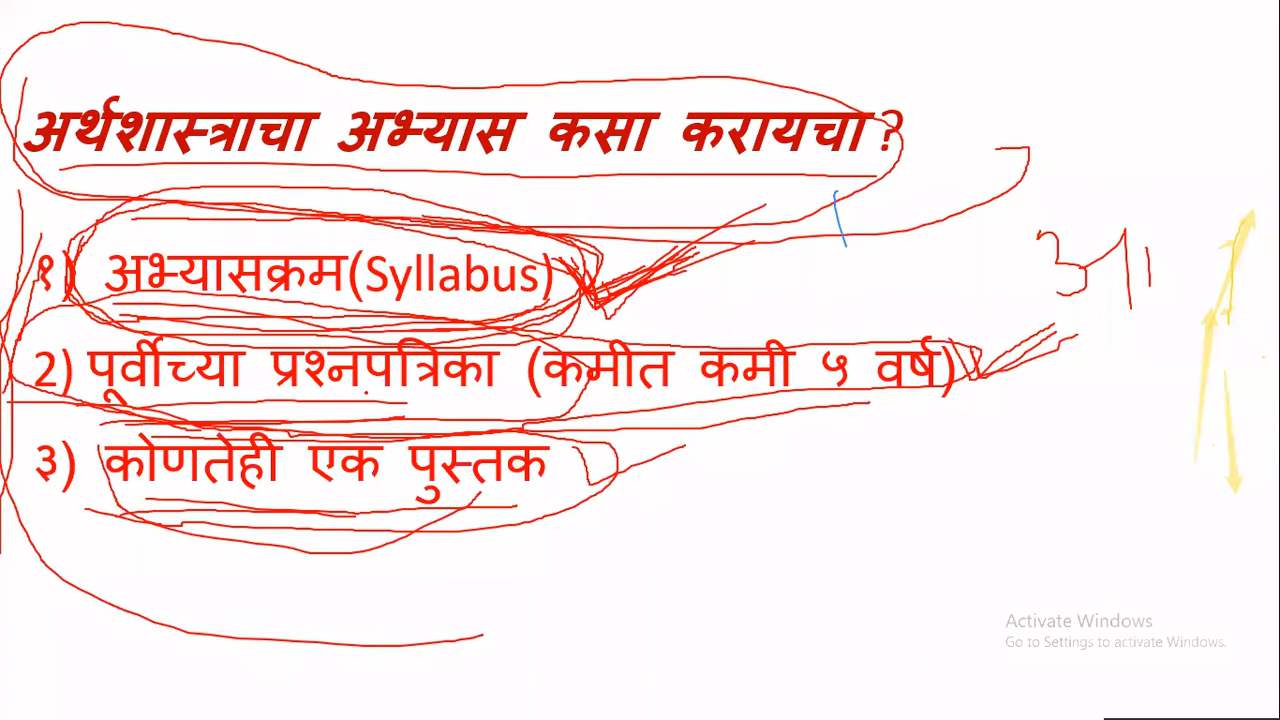 अर्थशास्त्राचा अभ्यास कसा करायचा ?
१) अभ्यासक्रम(Syllabus)
2) पूर्वीच्या प्रश्नपत्रिका (कमीत कमी ५ वर्ष)
३) कोणतेही एक पुस्तक
Activate Windows
Go to Settings to activate Windows.